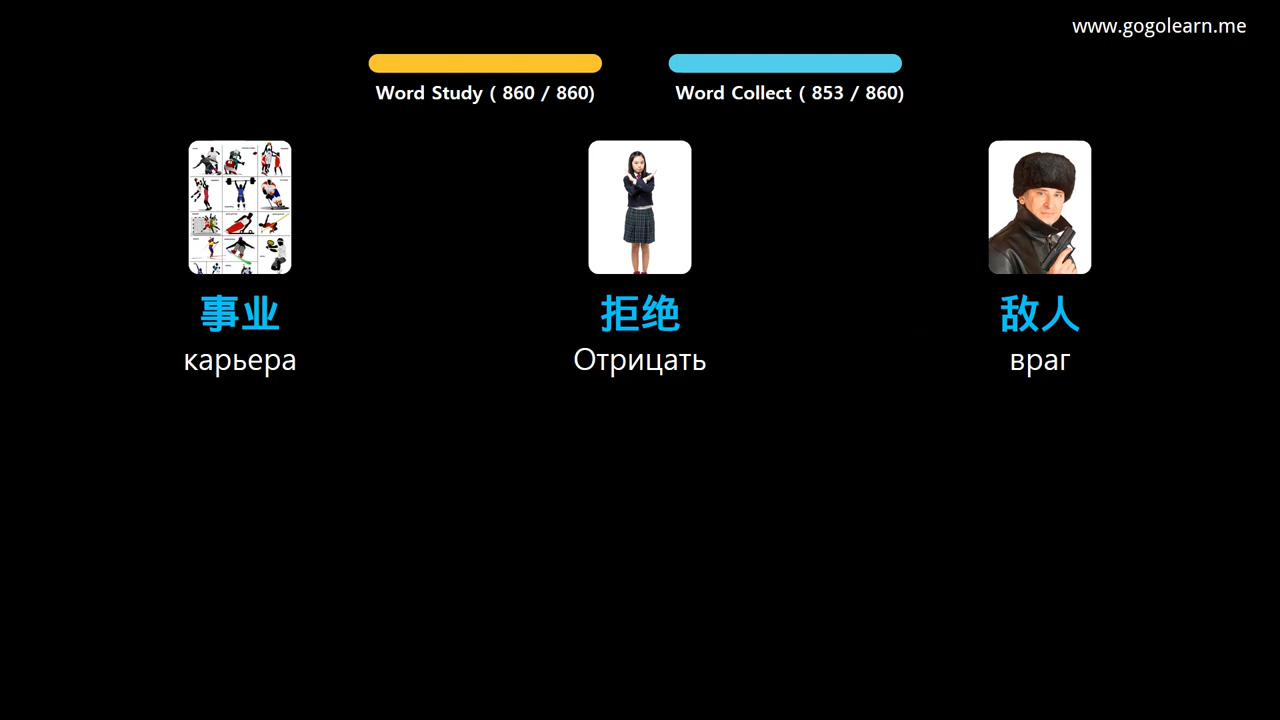 www.gogolearn.me
Word Study ( 860 / 860)
Word Collect ( 853 / 860)
事业
拒绝
敌人
карьера
Отрицать
враг